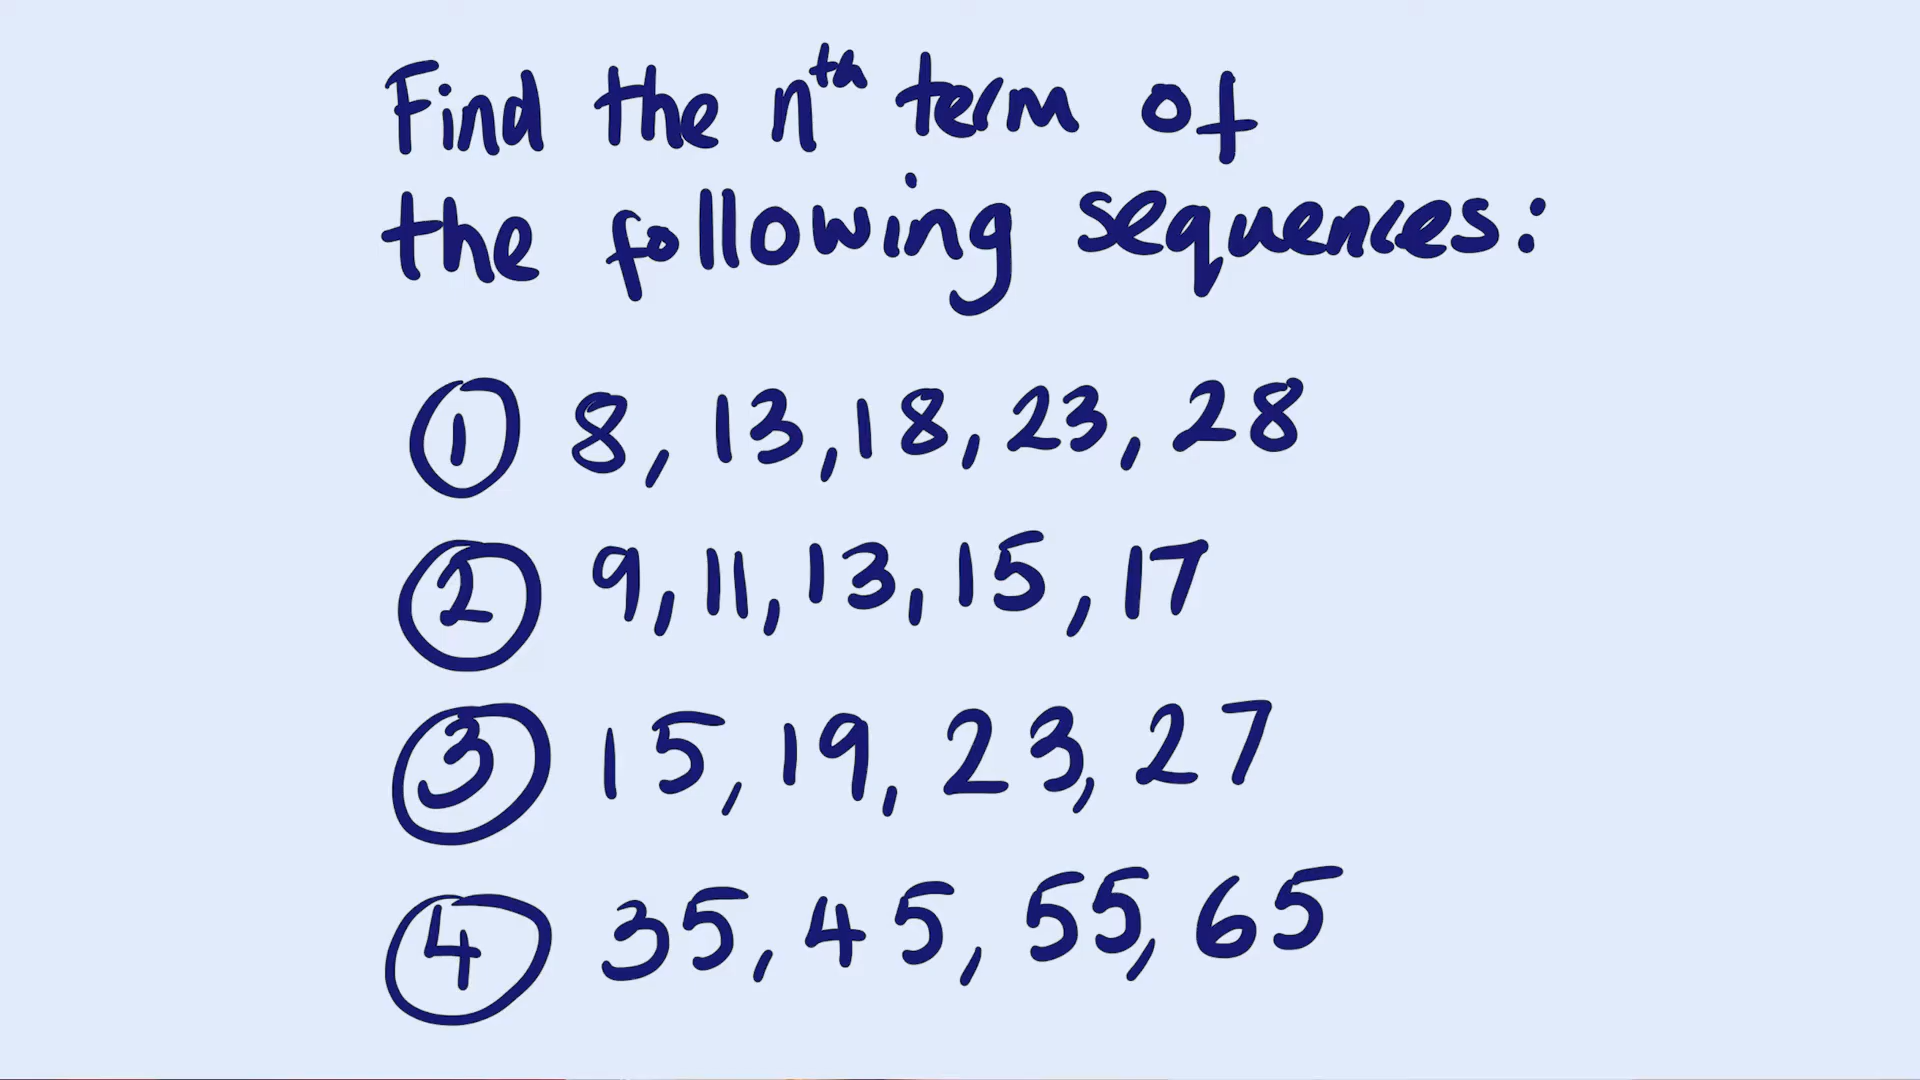 Find the nth term of
the following sequences:
① 8, 13, 18, 23, 28
② 9, 11, 13, 15, 17
③ 15, 19, 23, 27
④ 35, 45, 55, 65